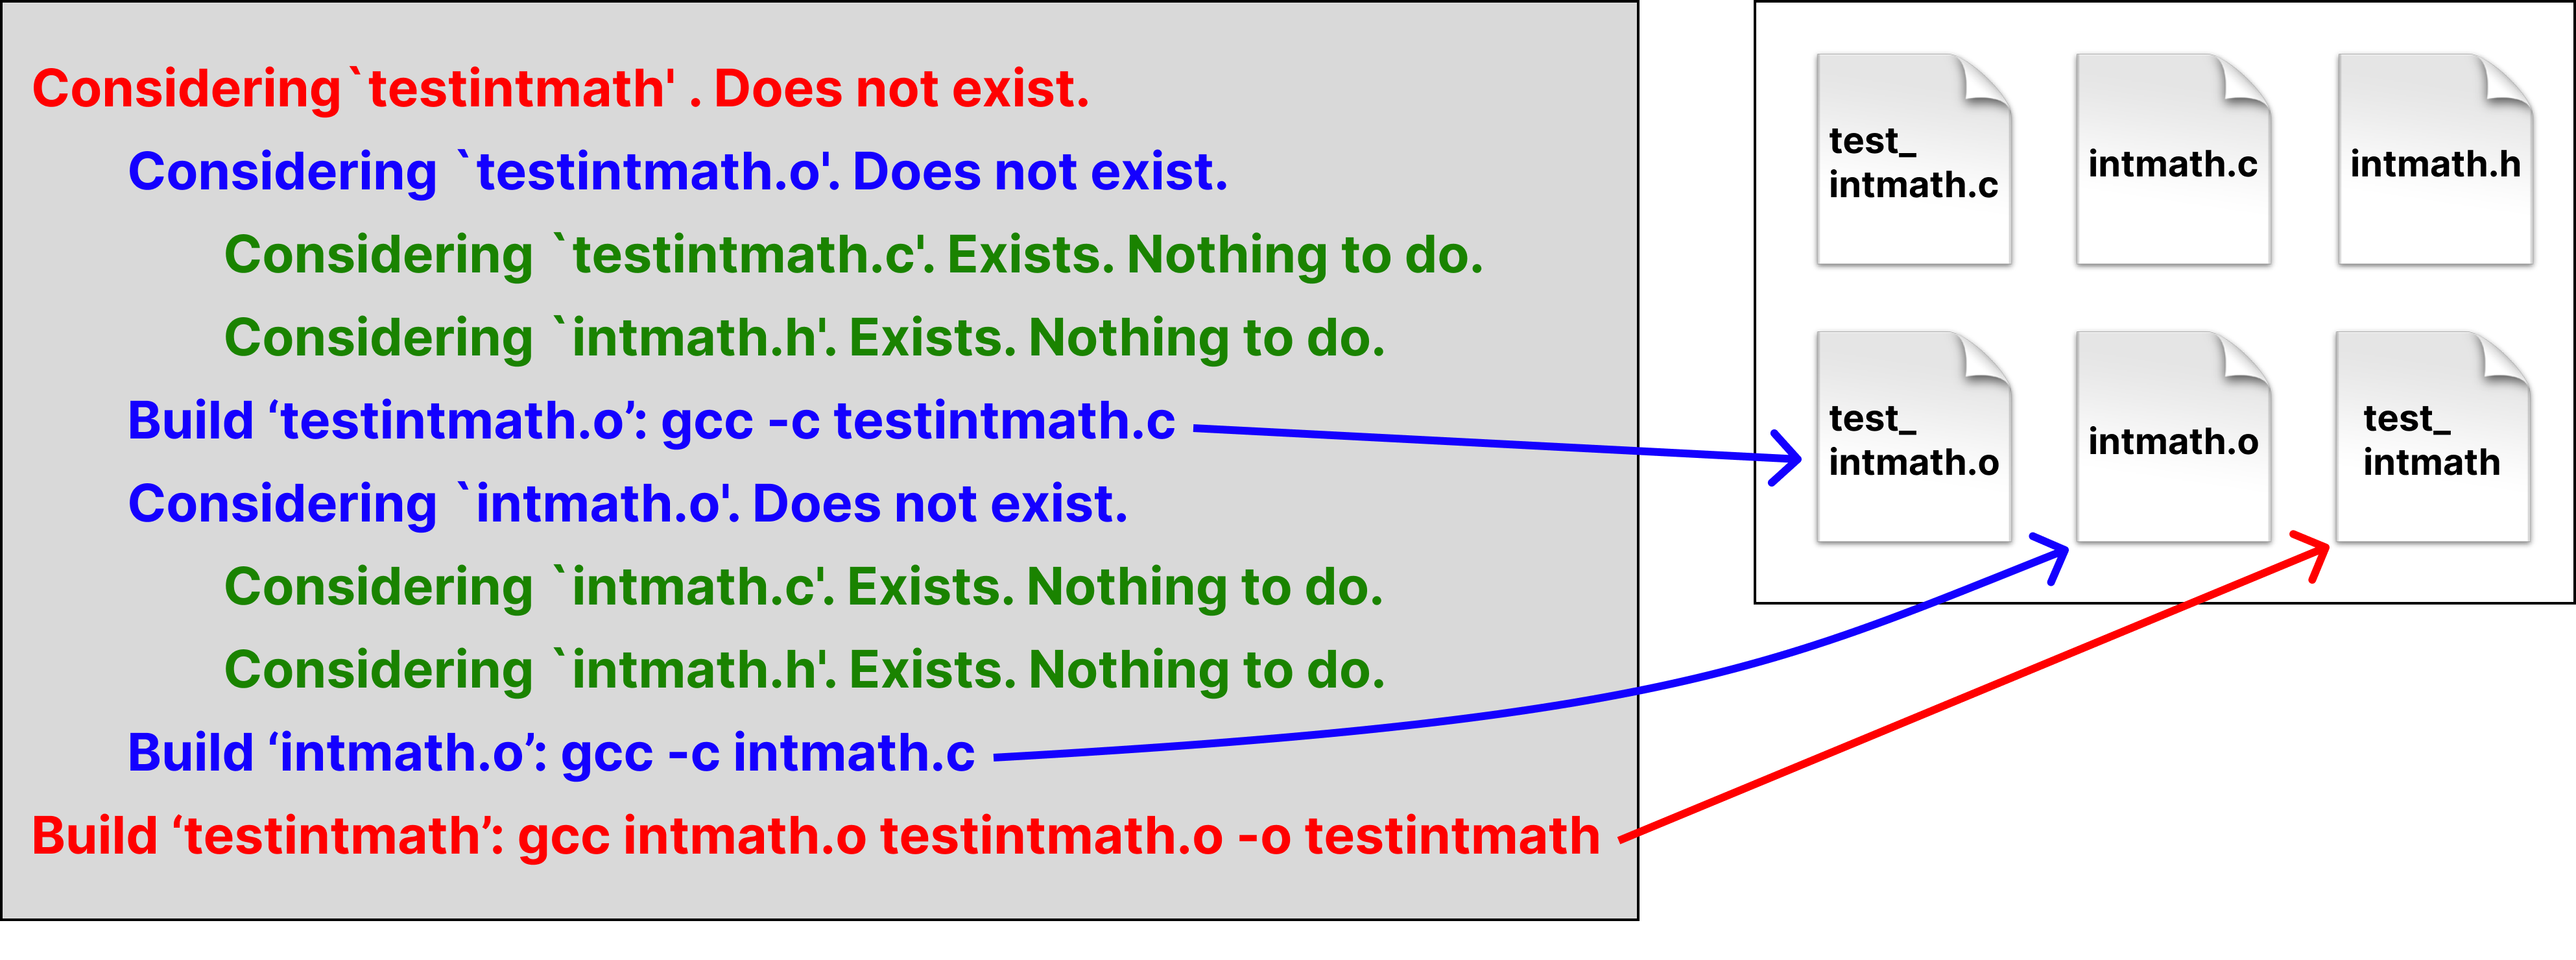 Considering`testintmath' . Does not exist.
Considering `testintmath.o'. Does not exist.
Considering `testintmath.c'. Exists. Nothing to do.
Considering `intmath.h'. Exists. Nothing to do.
Build ‘testintmath.o’: gcc -c testintmath.c
Considering `intmath.o'. Does not exist.
Considering `intmath.c'. Exists. Nothing to do.
Considering `intmath.h'. Exists. Nothing to do.
Build ‘intmath.o’: gcc -c intmath.c
Build ‘testintmath’: gcc intmath.o testintmath.o -o testintmath
test_
intmath.c
intmath.c
intmath.h
test_
intmath.o
intmath.o
test_
intmath